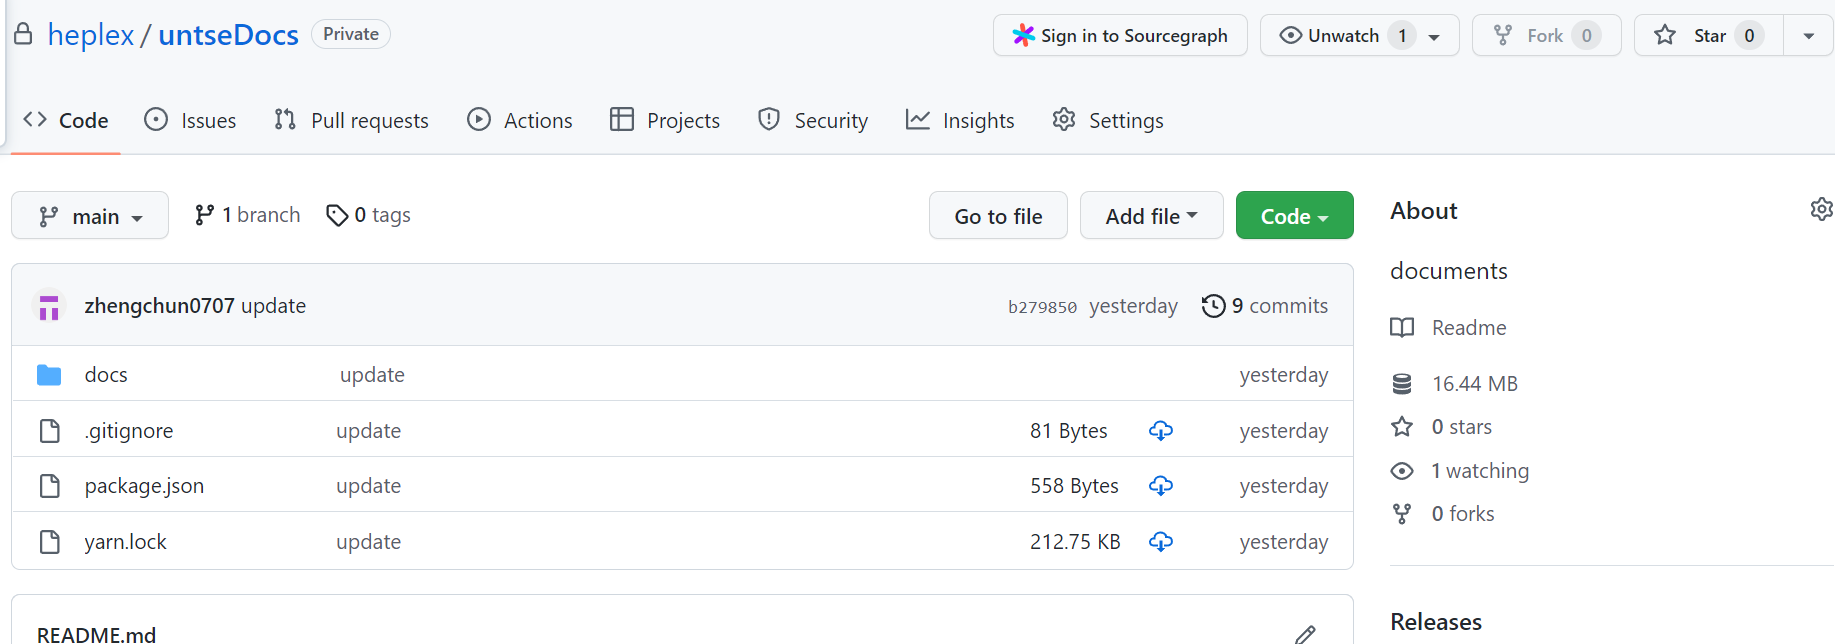 heplex / untseDocs Private Sign in to Sourcegraph Unwatch 1 Fork 0 Star 0
Code Issues Pull requests Actions Projects Security Insights Settings
main 1 branch 0 tags Go to file Add file Code
About
documents
zhengchun0707 update b279850 yesterday 9 commits
Readme
docs update yesterday
16.44 MB
.gitignore update 81 Bytes yesterday
0 stars
1 watching
package.json update 558 Bytes yesterday
0 forks
yarn.lock update 212.75 KB yesterday
Releases
README.md